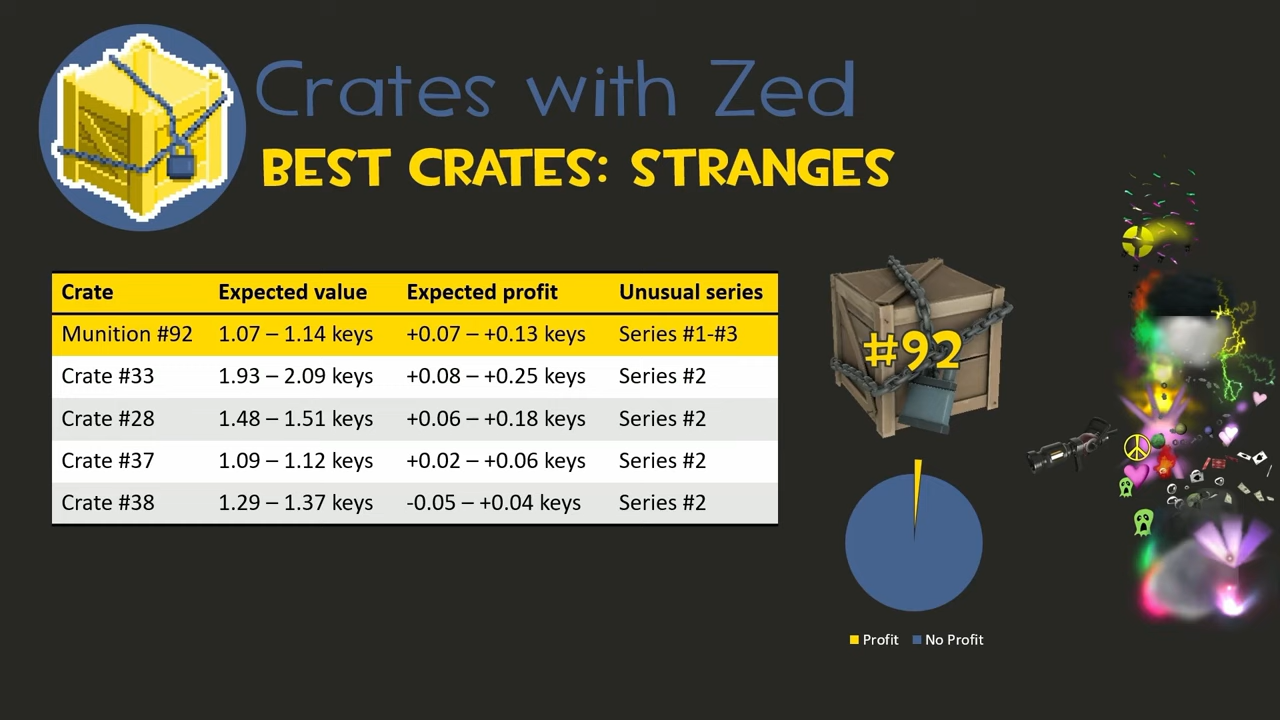 Crates with Zed
BEST CRATES: STRANGES
Crate Expected value Expected profit Unusual series
Munition #92 1.07 – 1.14 keys +0.07 – +0.13 keys Series #1-#3
Crate #33 1.93 – 2.09 keys +0.08 – +0.25 keys Series #2
Crate #28 1.48 – 1.51 keys +0.06 – +0.18 keys Series #2
Crate #37 1.09 – 1.12 keys +0.02 – +0.06 keys Series #2
Crate #38 1.29 – 1.37 keys -0.05 – +0.04 keys Series #2
#92
Profit No Profit